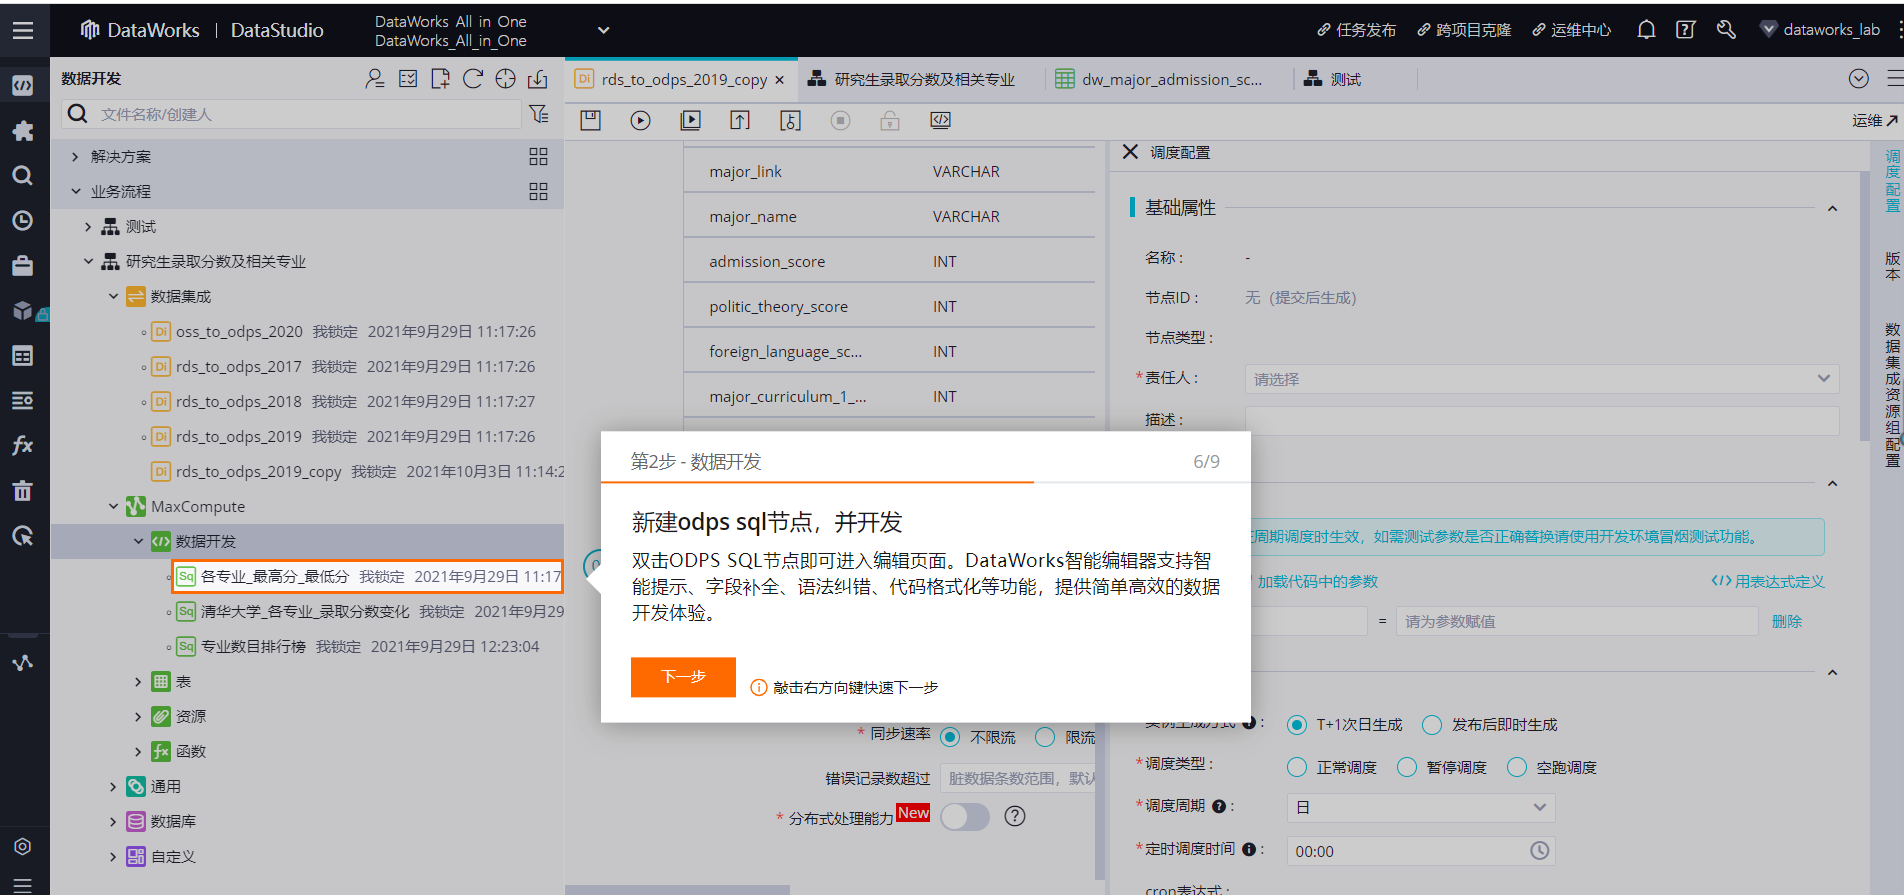 DataWorks | DataStudio
DataWorks All in One
DataWorks_All_in_One
任务发布
跨项目克隆
运维中心
dataworks_lab
数据开发
文件名称/创建人
解决方案
业务流程
测试
研究生录取分数及相关专业
数据集成
Di oss_to_odps_2020 我锁定 2021年9月29日 11:17:26
Di rds_to_odps_2017 我锁定 2021年9月29日 11:17:26
Di rds_to_odps_2018 我锁定 2021年9月29日 11:17:27
Di rds_to_odps_2019 我锁定 2021年9月29日 11:17:26
Di rds_to_odps_2019_copy 我锁定 2021年10月3日 11:14:2
MaxCompute
数据开发
Sq 各专业_最高分_最低分 我锁定 2021年9月29日 11:17
Sq 清华大学_各专业_录取分数变化 我锁定 2021年9月29
Sq 专业数目排行榜 我锁定 2021年9月29日 12:23:04
表
资源
fx 函数
通用
数据库
自定义
Di rds_to_odps_2019_copy ×
研究生录取分数及相关专业
dw_major_admission_sc...
测试
运维
major_link VARCHAR
major_name VARCHAR
admission_score INT
politic_theory_score INT
foreign_language_sc... INT
major_curriculum_1_... INT
第2步 - 数据开发 6/9
新建odps sql节点，并开发
双击ODPS SQL节点即可进入编辑页面。DataWorks智能编辑器支持智
能提示、字段补全、语法纠错、代码格式化等功能，提供简单高效的数据
开发体验。
下一步
敲击右方向键快速下一步
* 同步速率 不限流 限流
错误记录数超过 脏数据条数范围，默认
* 分布式处理能力 New
调度配置
基础属性
名称 : -
节点ID : 无（提交后生成）
节点类型 :
*责任人 : 请选择
描述 :
周期调度时生效，如需测试参数是否正确替换请使用开发环境冒烟测试功能。
加载代码中的参数
</> 用表达式定义
= 请为参数赋值 删除
实例生成方式 : T+1次日生成 发布后即时生成
*调度类型 : 正常调度 暂停调度 空跑调度
*调度周期 : 日
*定时调度时间 : 00:00
cron表达式 :
调度配置
版本
数据集成资源组配置